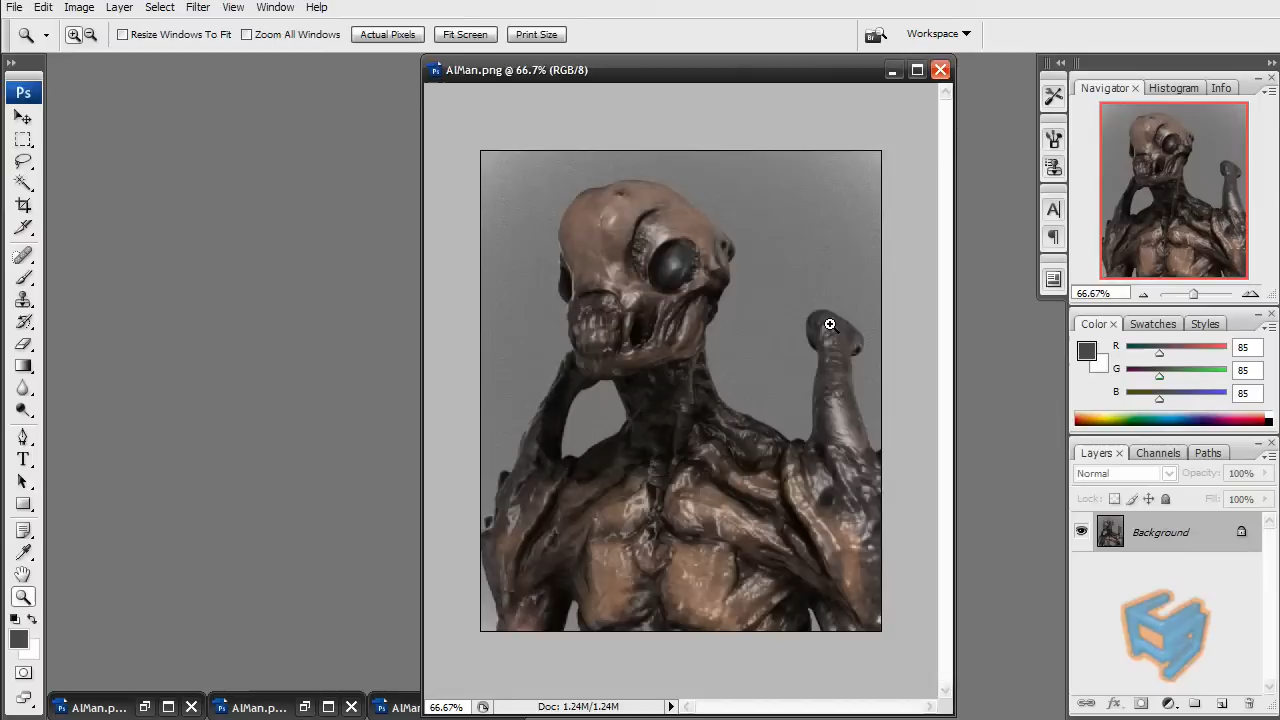 File Edit Image Layer Select Filter View Window Help
Resize Windows To Fit Zoom All Windows Actual Pixels Fit Screen Print Size Workspace
Ps
AlMan.png @ 66.7% (RGB/8)
Navigator Histogram Info
66.67%
Color Swatches Styles
R 85
G 85
B 85
Layers Channels Paths
Normal Opacity: 100%
Lock: Fill: 100%
Background
T
A
Br
66.67% Doc: 1.24M/1.24M
AlMan.p... AlMan.p... AlMan